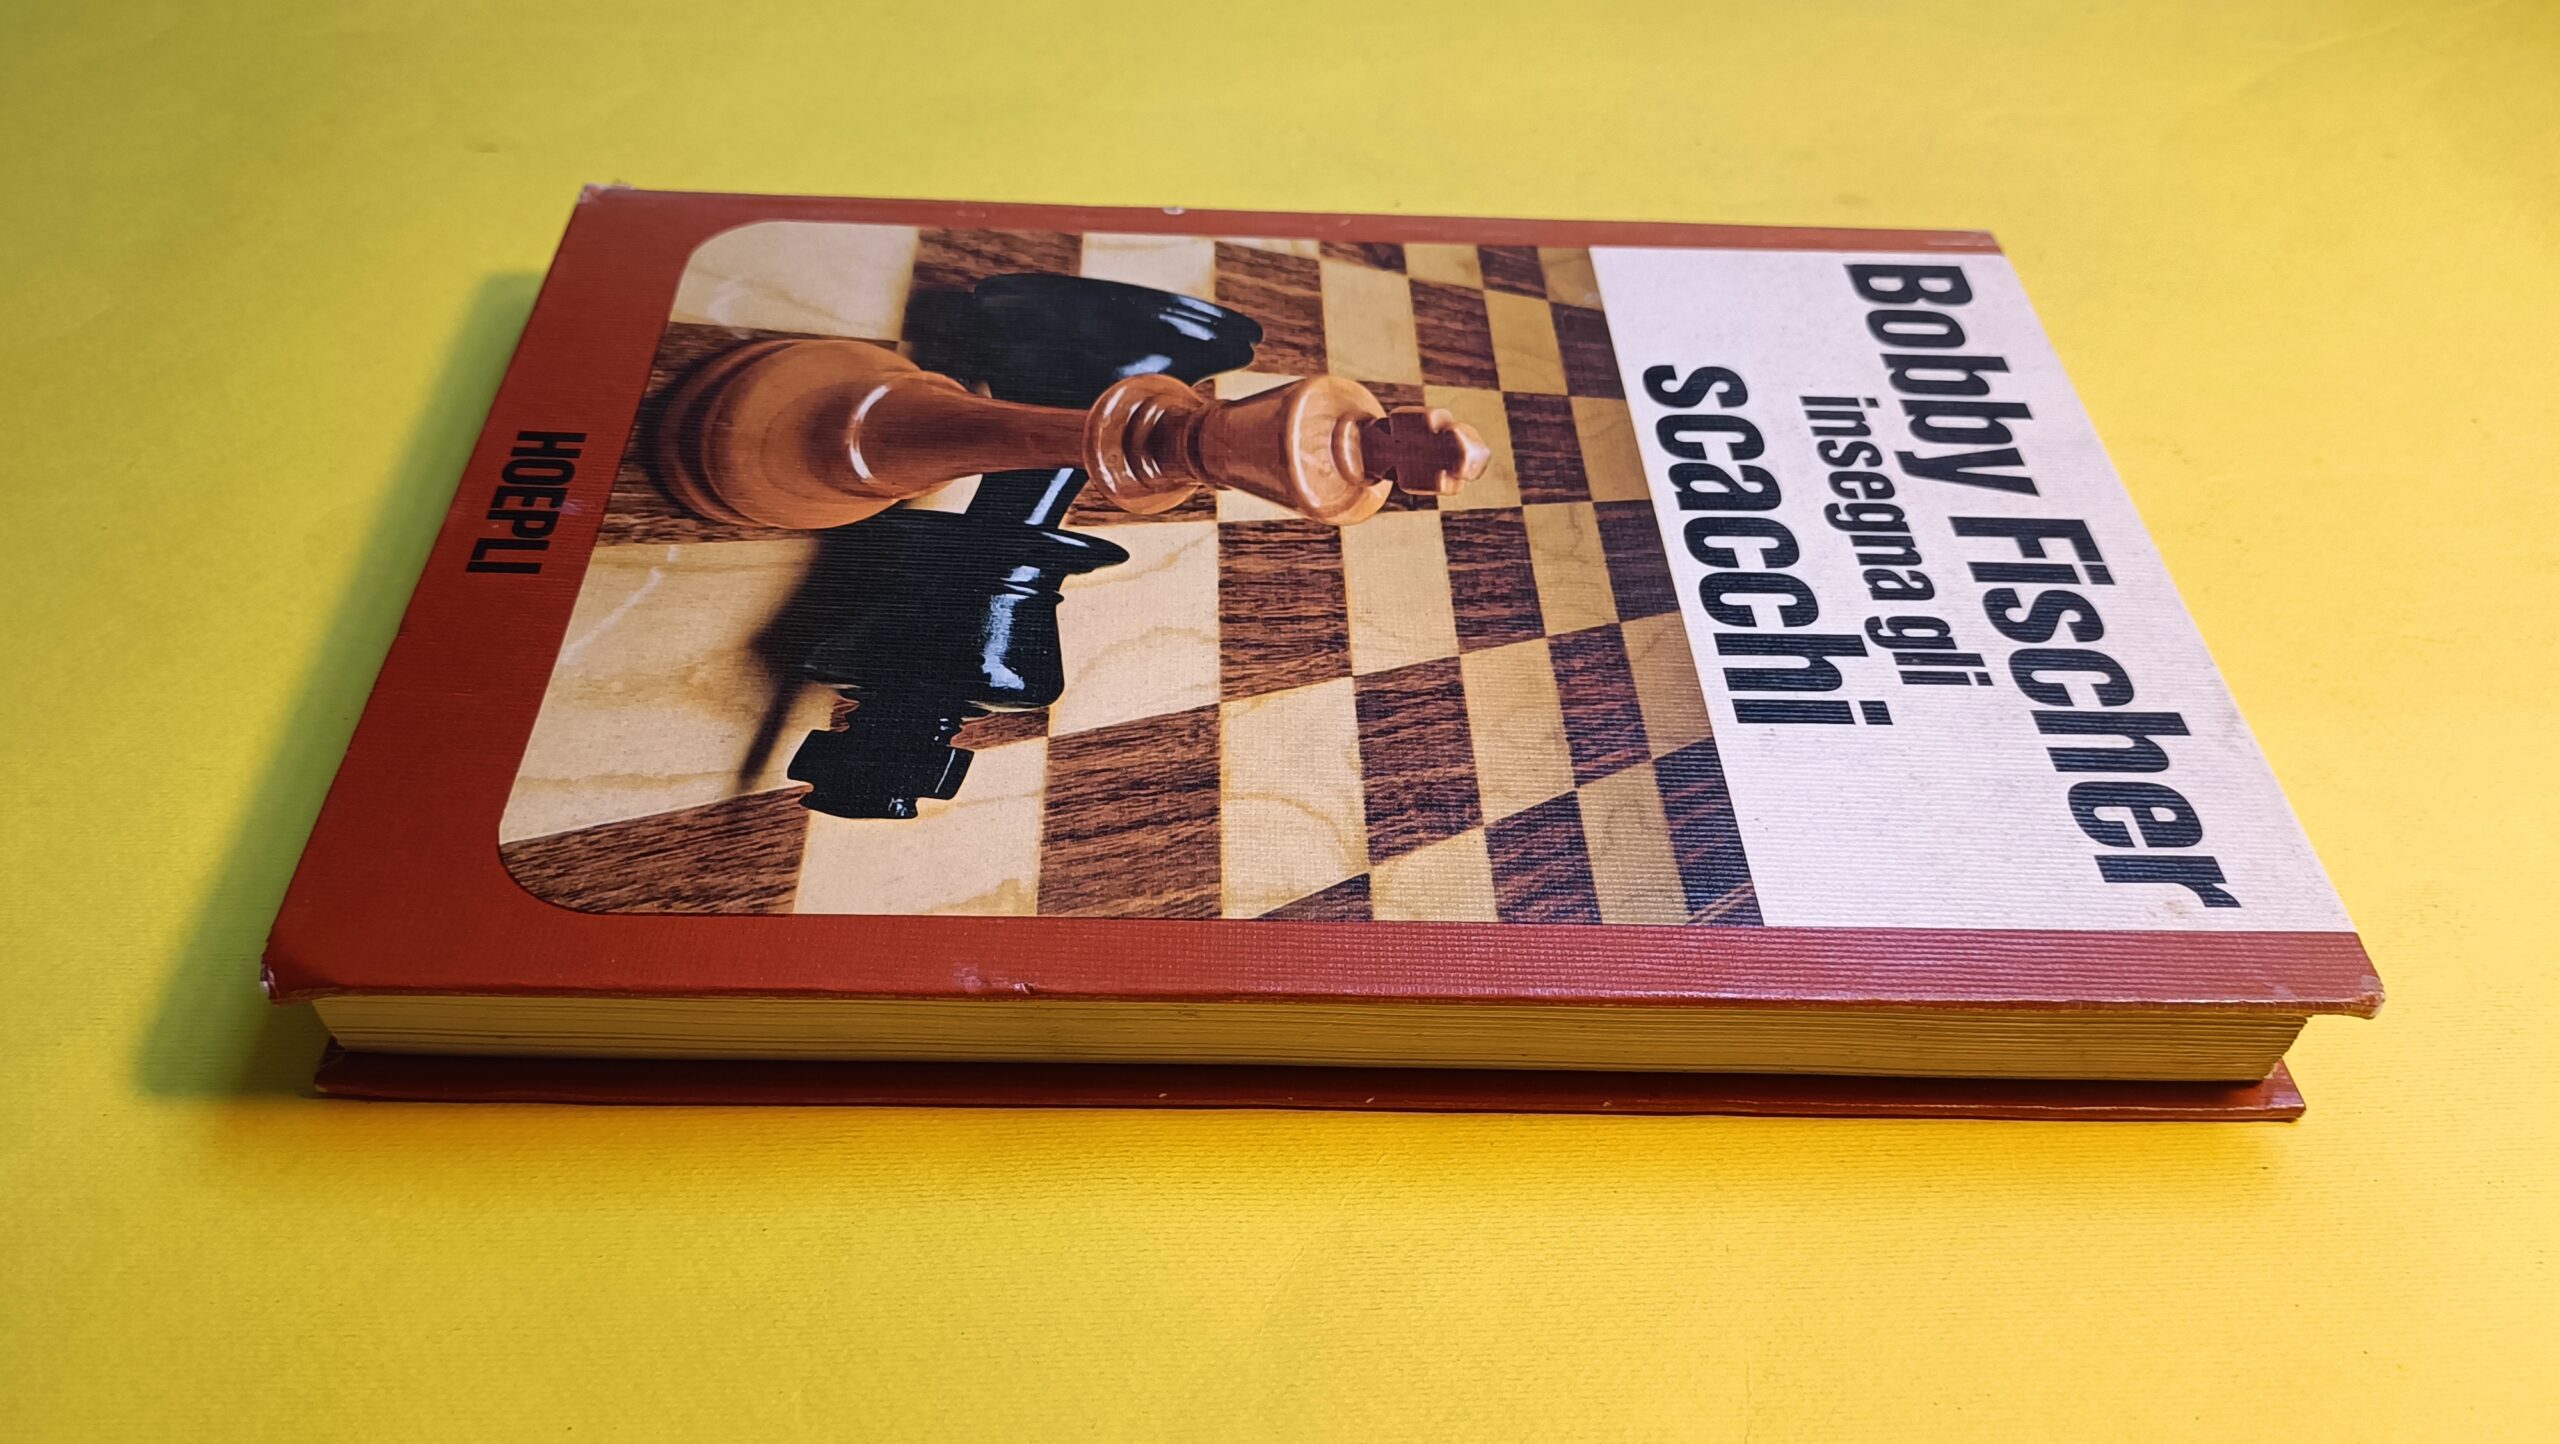 Bobby Fischer
insegna gli
scacchi
HOEPLI